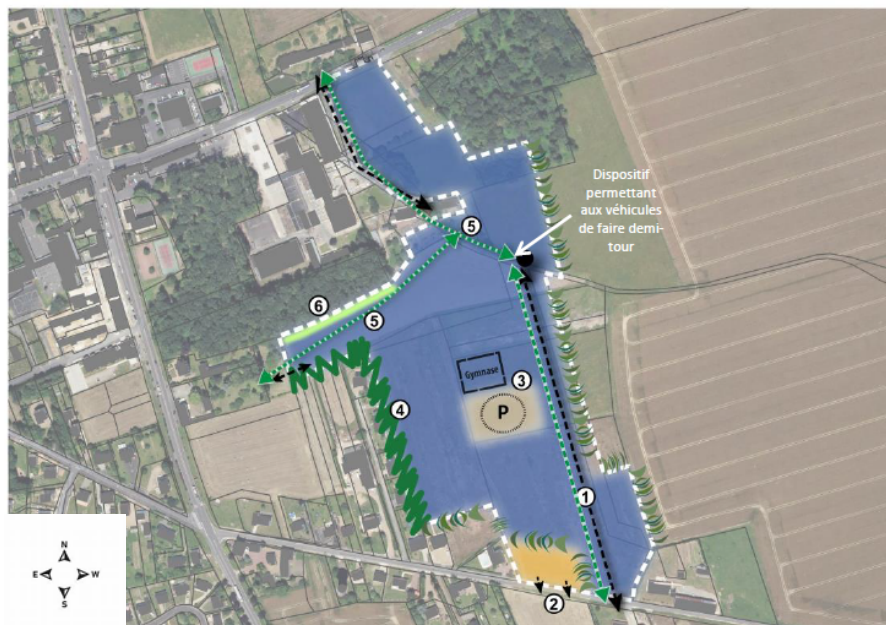 Dispositif
permettant
aux véhicules
de faire demi-
tour
5
6
5
Gymnase
3
P
4
1
2
N
E W
S